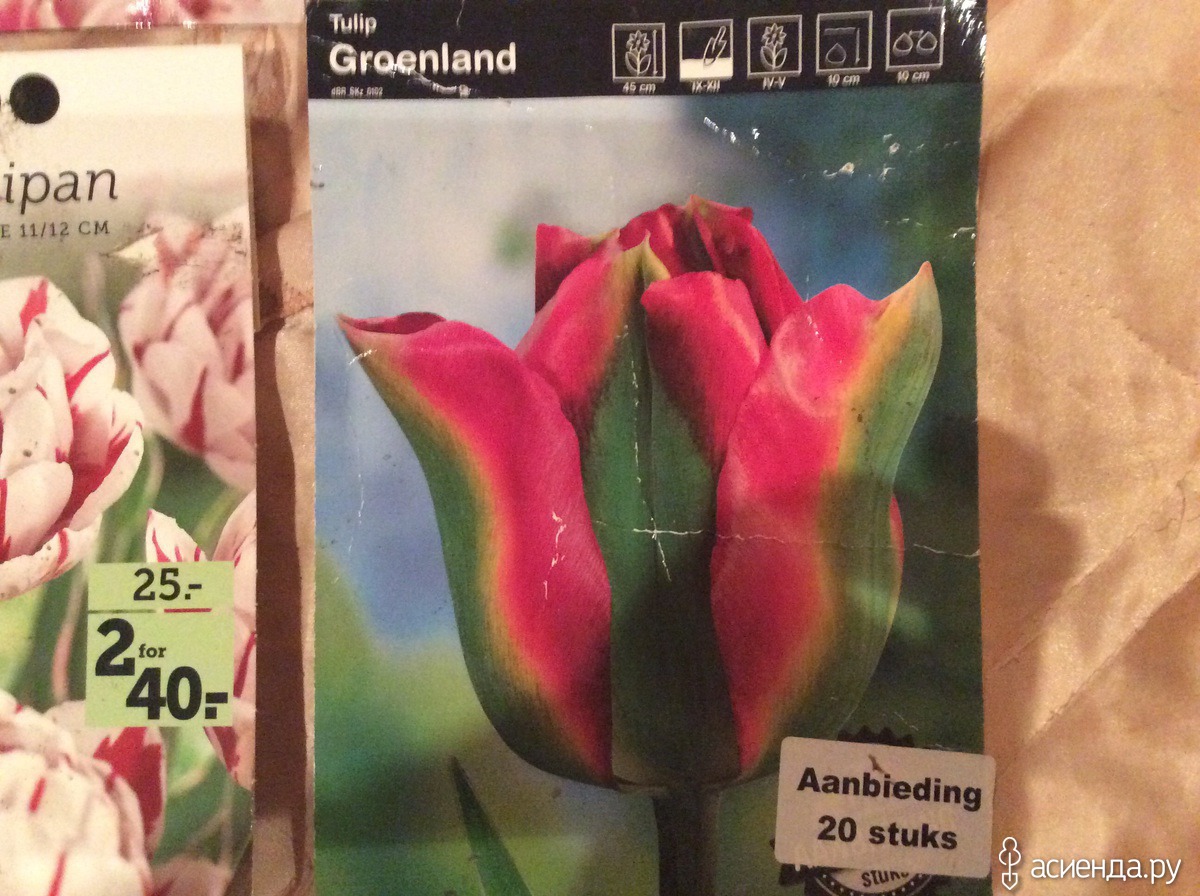 Tulip
Groenland
45 cm
IX-XII
IV-V
10 cm
10 cm
ipan
E 11/12 CM
25.-
2 for
40.-
Aanbieding
20 stuks
STUKS
асиенда.ру